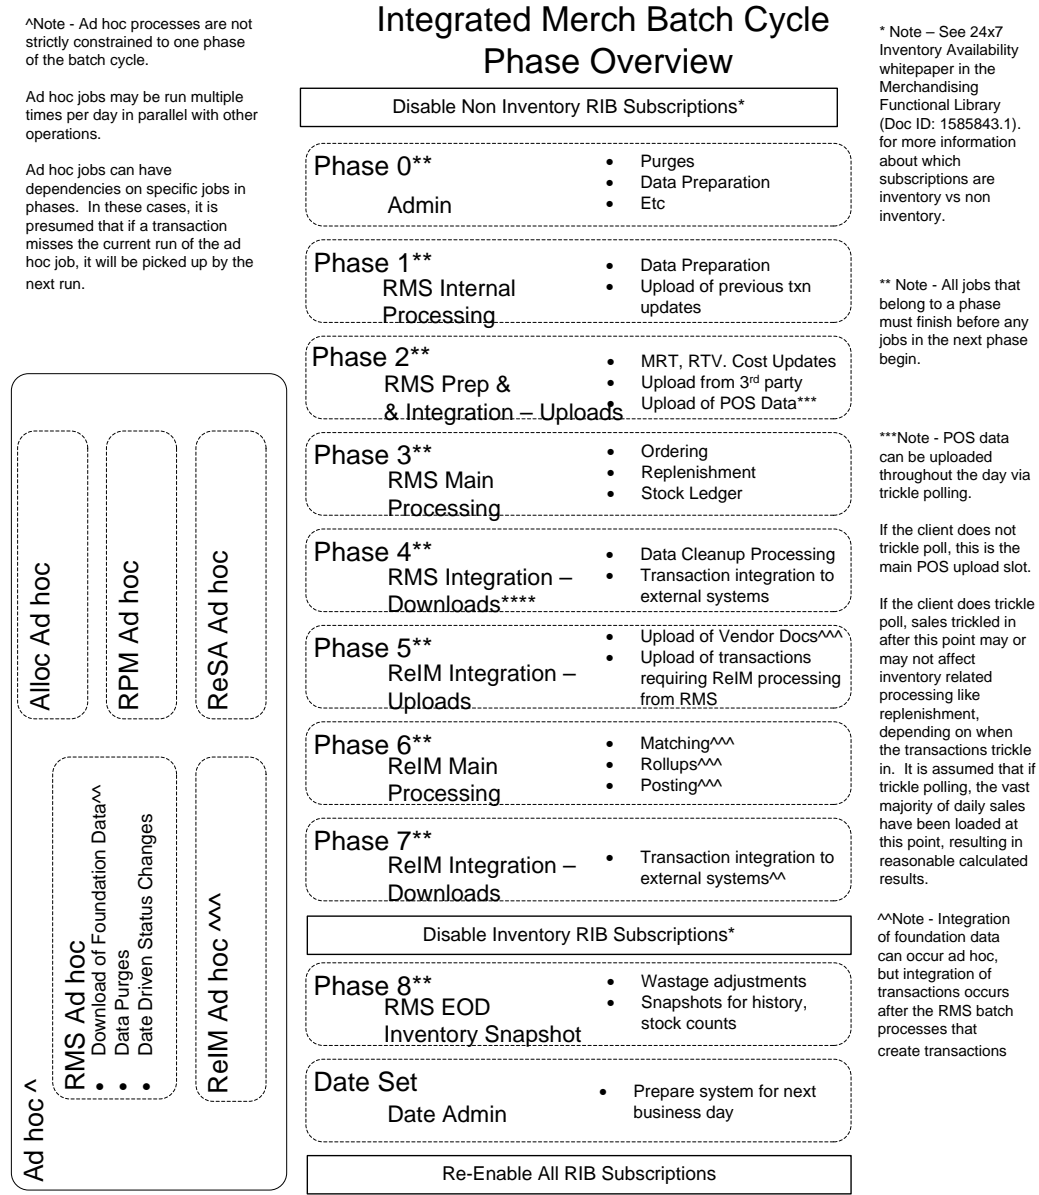 ^Note - Ad hoc processes are not
strictly constrained to one phase
of the batch cycle.
Ad hoc jobs may be run multiple
times per day in parallel with other
operations.
Ad hoc jobs can have
dependencies on specific jobs in
phases.  In these cases, it is
presumed that if a transaction
misses the current run of the ad
hoc job, it will be picked up by the
next run.
Integrated Merch Batch Cycle
Phase Overview
Disable Non Inventory RIB Subscriptions*
Phase 0**
Admin
• Purges
• Data Preparation
• Etc
Phase 1**
RMS Internal
Processing
• Data Preparation
• Upload of previous txn
updates
Phase 2**
RMS Prep &
& Integration – Uploads
• MRT, RTV. Cost Updates
• Upload from 3rd party
• Upload of POS Data***
Phase 3**
RMS Main
Processing
• Ordering
• Replenishment
• Stock Ledger
Phase 4**
RMS Integration –
Downloads****
• Data Cleanup Processing
• Transaction integration to
external systems
Phase 5**
ReIM Integration –
Uploads
• Upload of Vendor Docs^^^
• Upload of transactions
requiring ReIM processing
from RMS
Phase 6**
ReIM Main
Processing
• Matching^^^
• Rollups^^^
• Posting^^^
Phase 7**
ReIM Integration –
Downloads
• Transaction integration to
external systems^^
Disable Inventory RIB Subscriptions*
Phase 8**
RMS EOD
Inventory Snapshot
• Wastage adjustments
• Snapshots for history,
stock counts
Date Set
Date Admin
• Prepare system for next
business day
Re-Enable All RIB Subscriptions
Ad hoc ^
Alloc Ad hoc
RPM Ad hoc
ReSA Ad hoc
RMS Ad hoc
• Download of Foundation Data^^
• Data Purges
• Date Driven Status Changes
ReIM Ad hoc ^^^
* Note – See 24x7
Inventory Availability
whitepaper in the
Merchandising
Functional Library
(Doc ID: 1585843.1).
for more information
about which
subscriptions are
inventory vs non
inventory.
** Note - All jobs that
belong to a phase
must finish before any
jobs in the next phase
begin.
***Note - POS data
can be uploaded
throughout the day via
trickle polling.
If the client does not
trickle poll, this is the
main POS upload slot.
If the client does trickle
poll, sales trickled in
after this point may or
may not affect
inventory related
processing like
replenishment,
depending on when
the transactions trickle
in.  It is assumed that if
trickle polling, the vast
majority of daily sales
have been loaded at
this point, resulting in
reasonable calculated
results.
^^Note - Integration
of foundation data
can occur ad hoc,
but integration of
transactions occurs
after the RMS batch
processes that
create transactions